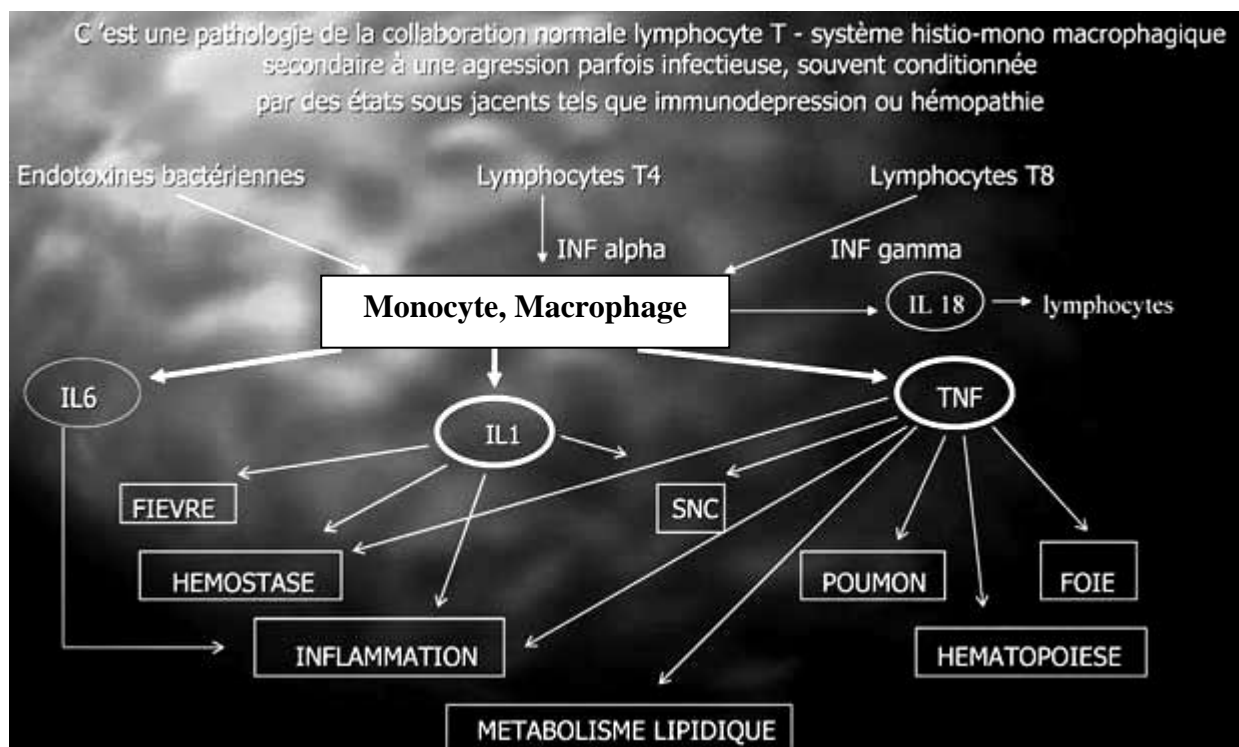 C 'est une pathologie de la collaboration normale lymphocyte T - système histio-mono macrophagique
secondaire à une agression parfois infectieuse, souvent conditionnée
par des états sous jacents tels que immunodepression ou hémopathie
Endotoxines bactériennes
Lymphocytes T4
Lymphocytes T8
INF alpha
INF gamma
Monocyte, Macrophage
IL 18
lymphocytes
IL6
IL1
TNF
FIEVRE
SNC
HEMOSTASE
POUMON
FOIE
INFLAMMATION
HEMATOPOIESE
METABOLISME LIPIDIQUE